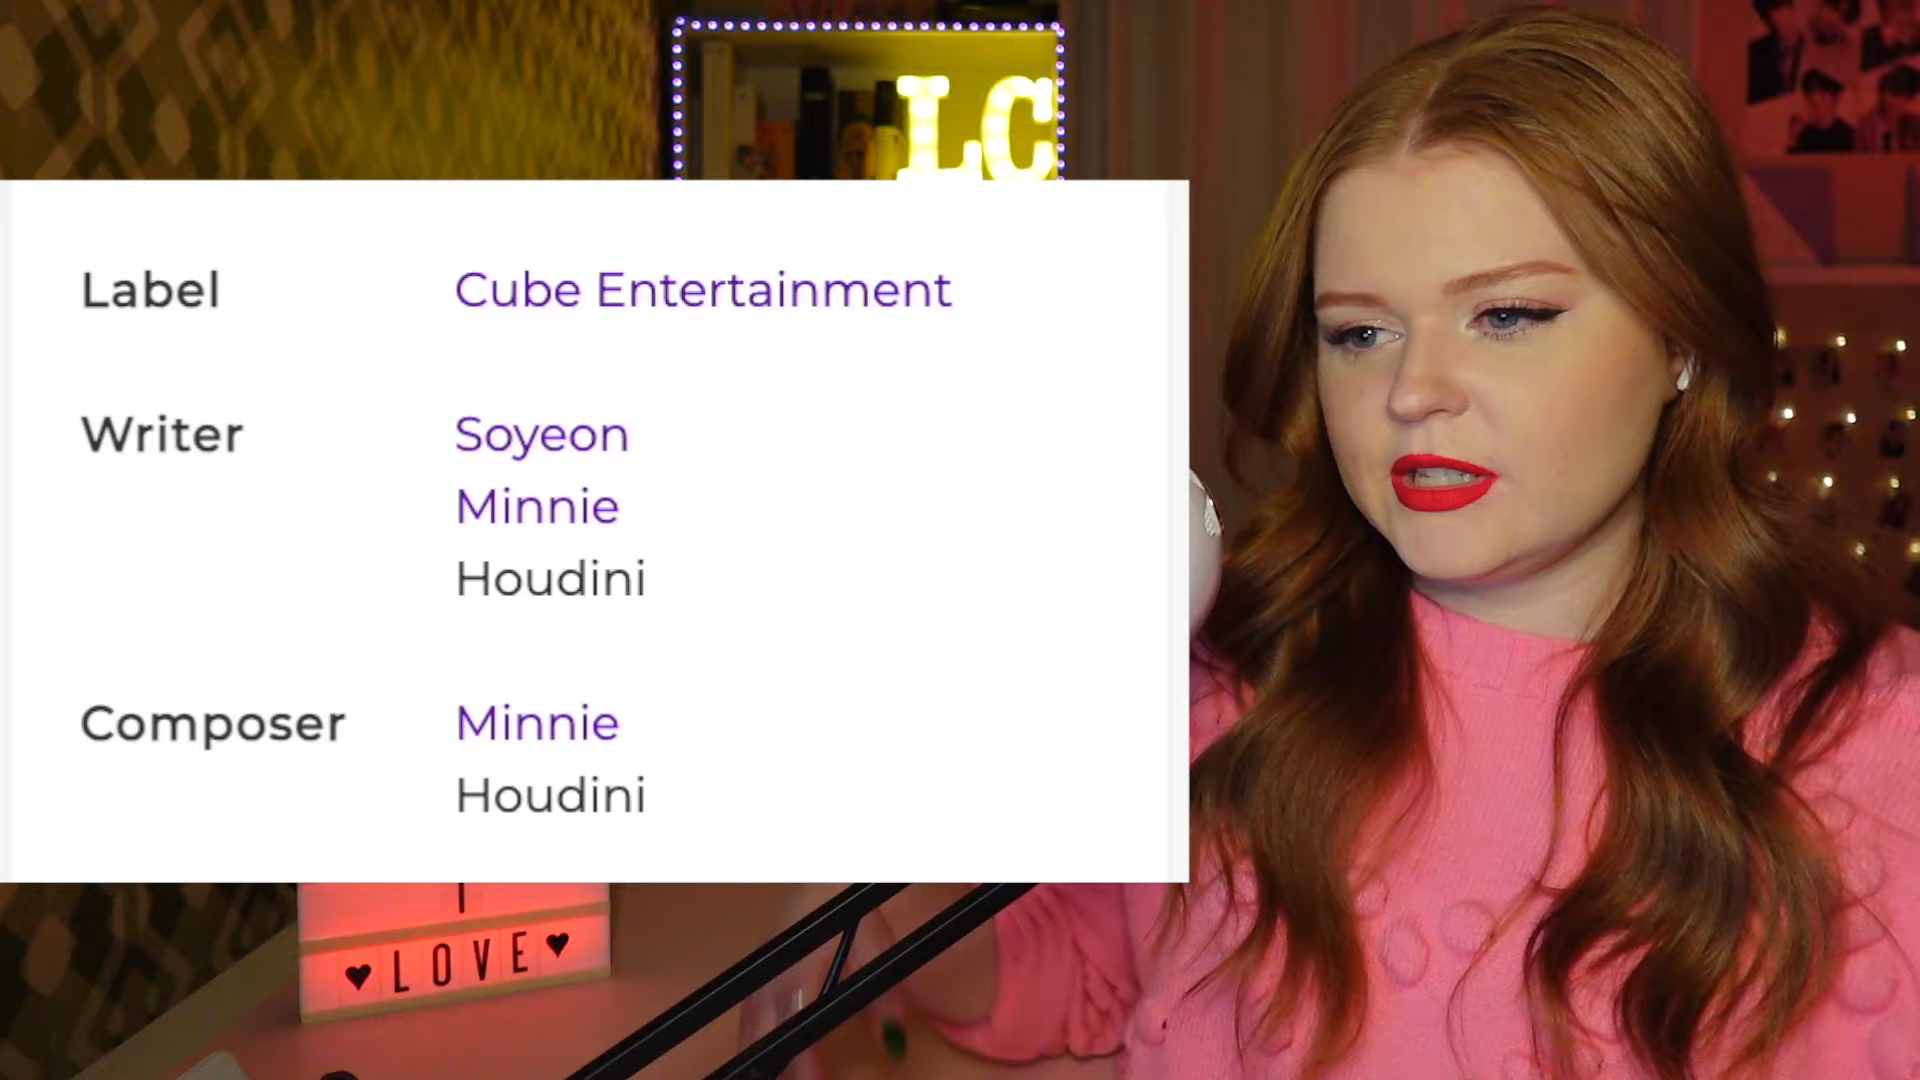 LC
Label Cube Entertainment
Writer Soyeon
Minnie
Houdini
Composer Minnie
Houdini
I
♥LOVE♥